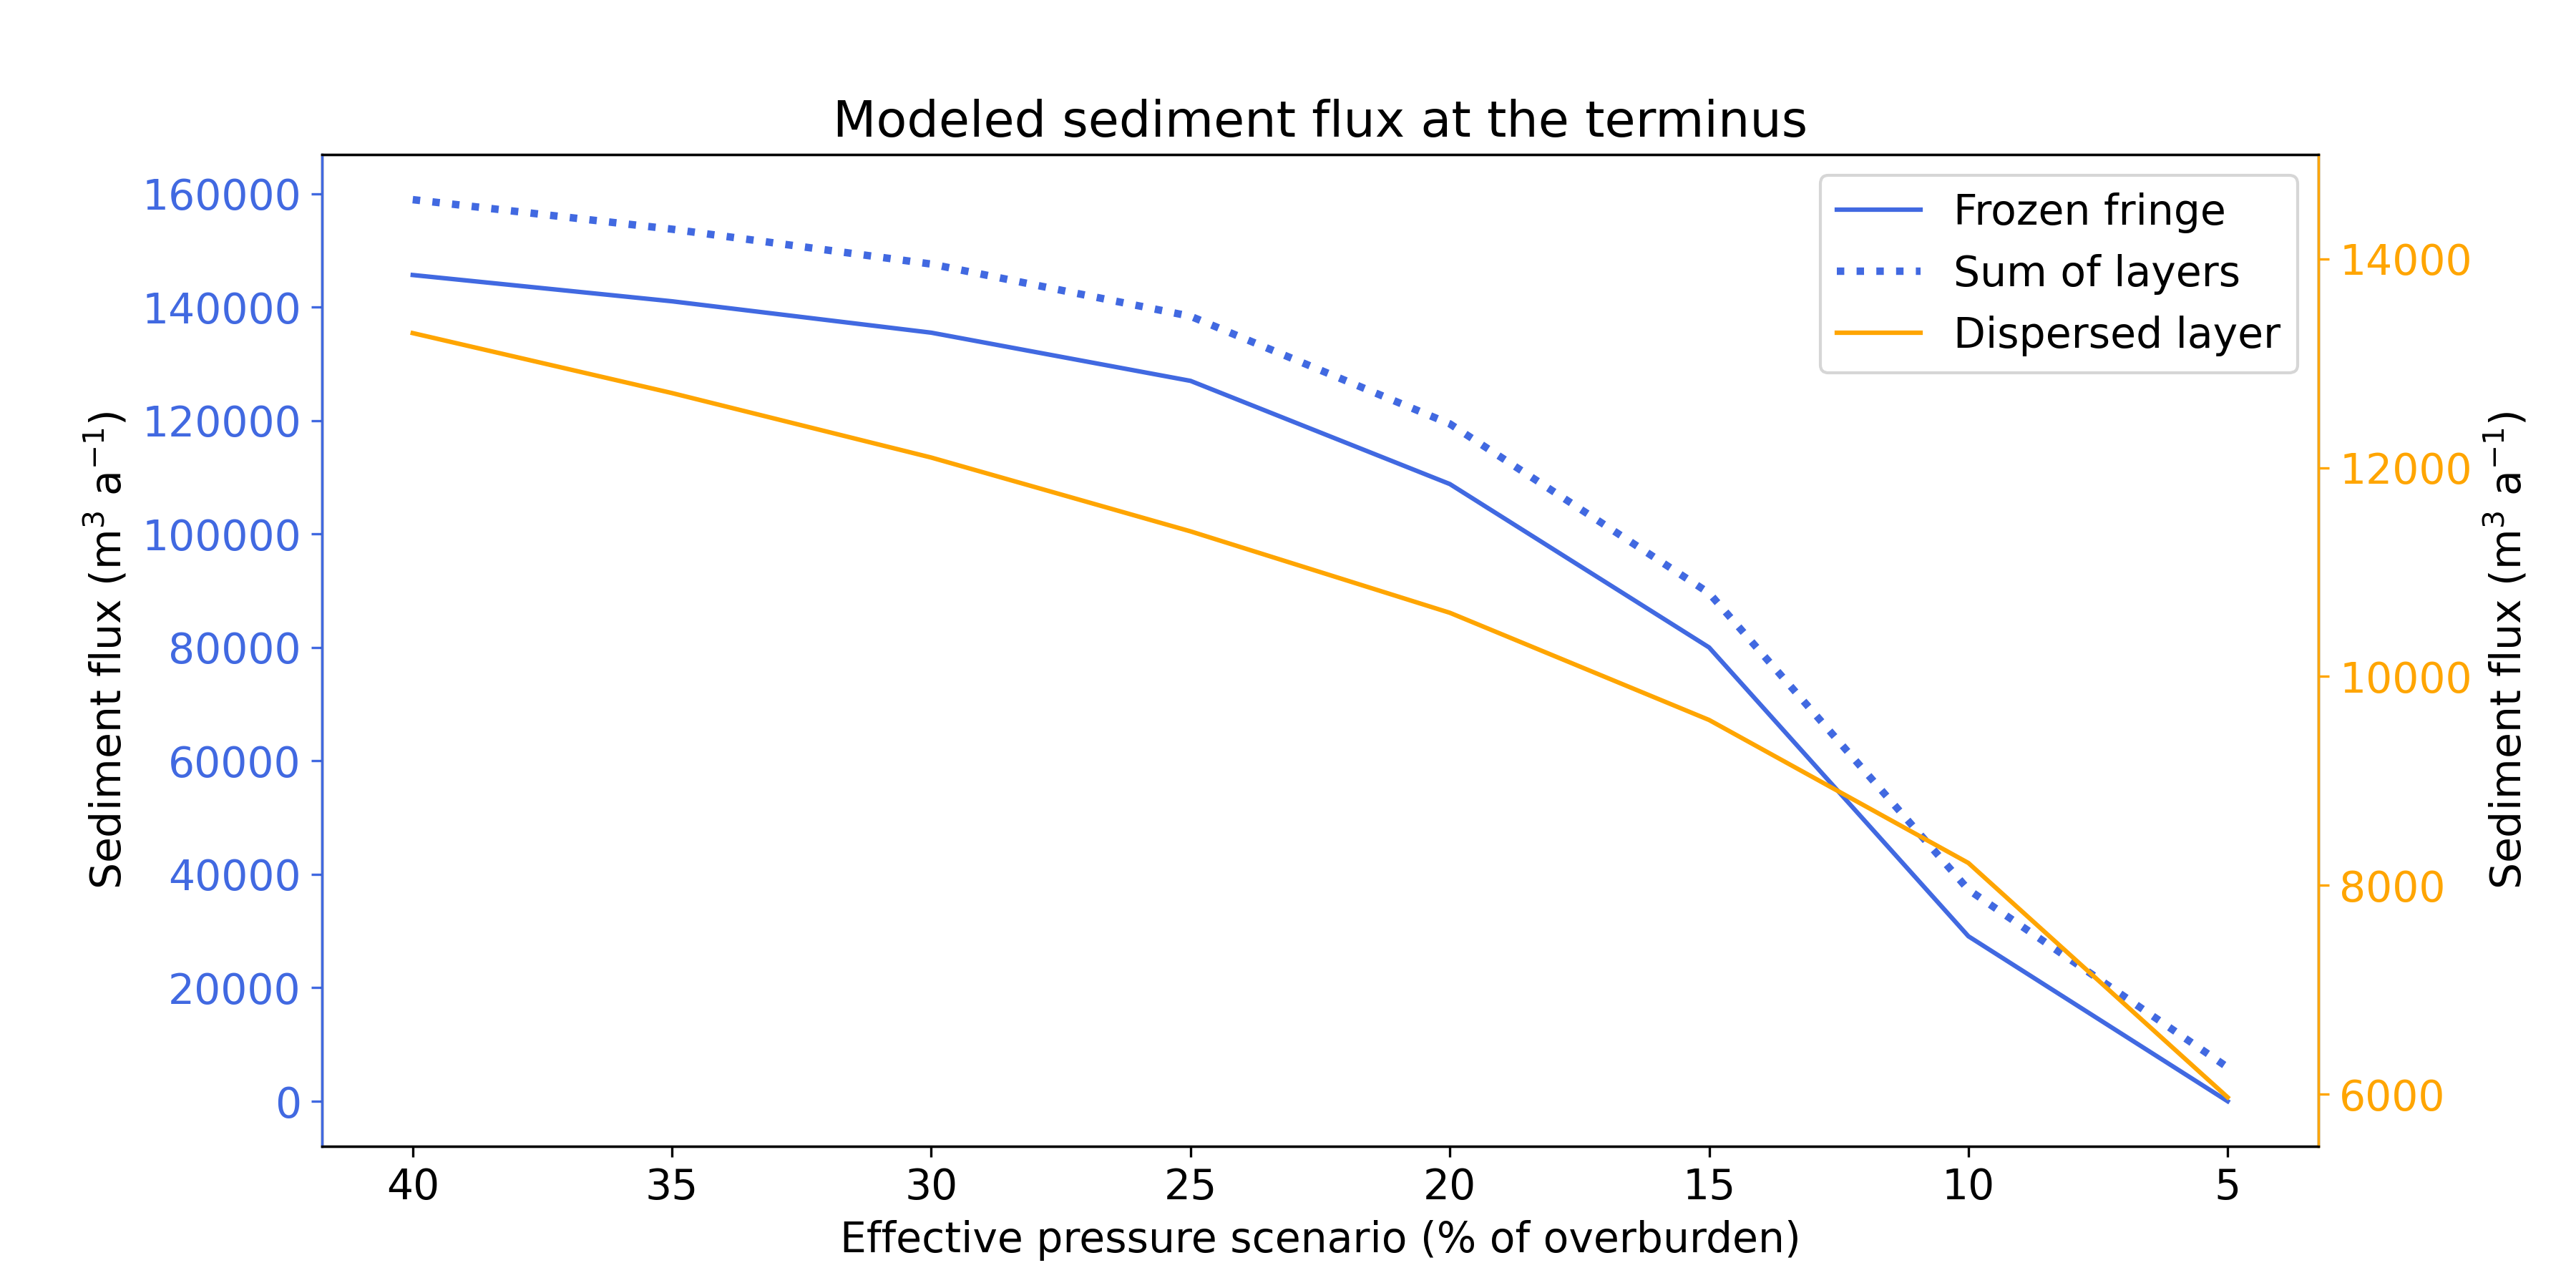 Modeled sediment flux at the terminus
Sediment flux (m³ a⁻¹)
160000
140000
120000
100000
80000
60000
40000
20000
0
Frozen fringe
Sum of layers
Dispersed layer
14000
12000
10000
8000
6000
Sediment flux (m³ a⁻¹)
40 35 30 25 20 15 10 5
Effective pressure scenario (% of overburden)